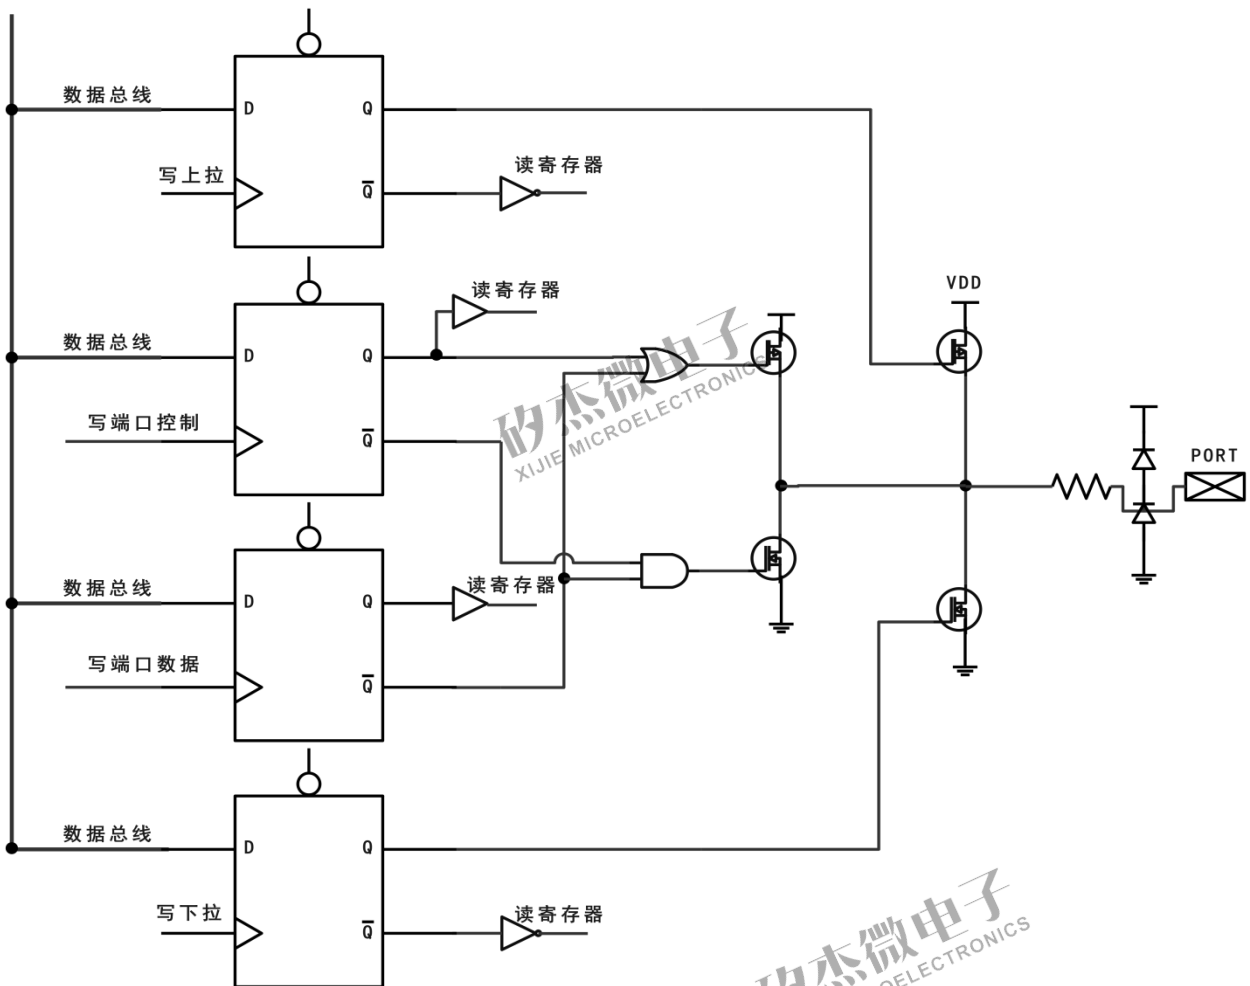 数据总线
D
Q
写上拉
Q
读寄存器
读寄存器
VDD
数据总线
D
Q
写端口控制
Q
PORT
矽杰微电子
XIJIE MICROELECTRONICS
数据总线
D
Q
读寄存器
写端口数据
Q
数据总线
D
Q
写下拉
Q
读寄存器
矽杰微电子
OELECTRONICS